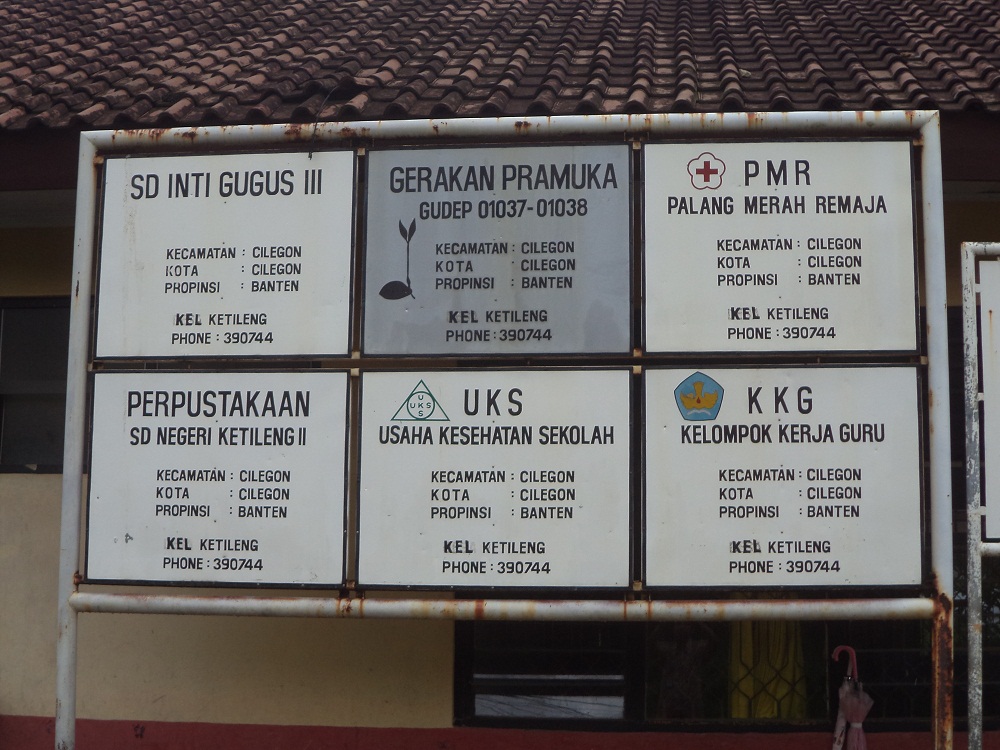 SD INTI GUGUS III
KECAMATAN : CILEGON
KOTA : CILEGON
PROPINSI : BANTEN
KEL KETILENG
PHONE : 390744
GERAKAN PRAMUKA
GUDEP 01037-01038
KECAMATAN : CILEGON
KOTA : CILEGON
PROPINSI : BANTEN
KEL KETILENG
PHONE : 390744
PMR
PALANG MERAH REMAJA
KECAMATAN : CILEGON
KOTA : CILEGON
PROPINSI : BANTEN
KEL KETILENG
PHONE : 390744
PERPUSTAKAAN
SD NEGERI KETILENG II
KECAMATAN : CILEGON
KOTA : CILEGON
PROPINSI : BANTEN
KEL KETILENG
PHONE : 390744
U
UKS
S
UKS
USAHA KESEHATAN SEKOLAH
KECAMATAN : CILEGON
KOTA : CILEGON
PROPINSI : BANTEN
KEL KETILENG
PHONE : 390744
KKG
KELOMPOK KERJA GURU
KECAMATAN : CILEGON
KOTA : CILEGON
PROPINSI : BANTEN
KEL KETILENG
PHONE : 390744